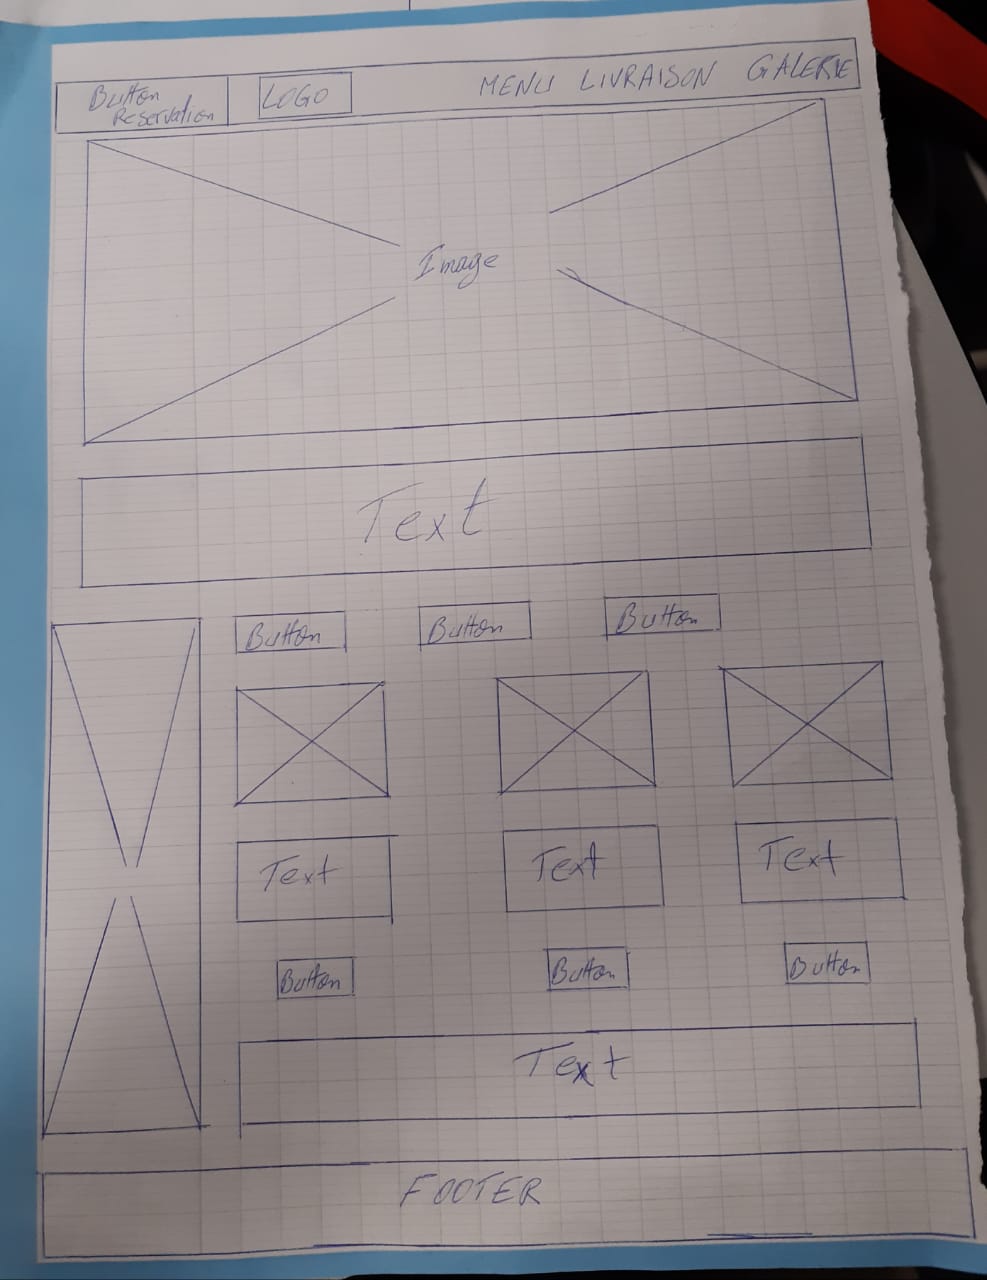 Button
Reservation
LOGO
MENU LIVRAISON GALERIE
Image
Text
Button Button Button
Text Text Text
Button Button Button
Text
FOOTER